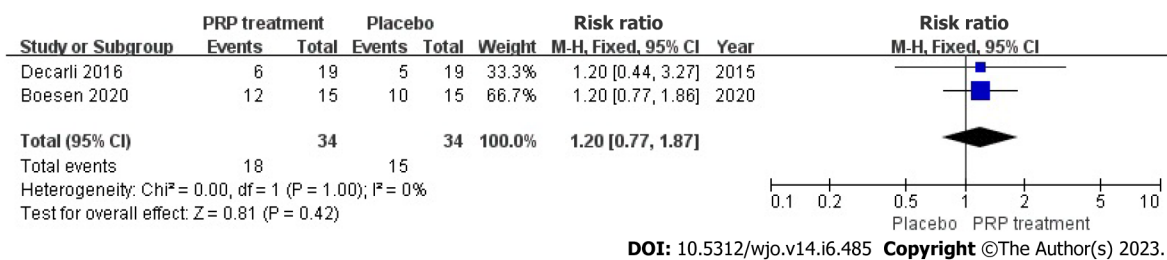 PRP treatment Placebo Risk ratio Risk ratio
Study or Subgroup Events Total Events Total Weight M-H, Fixed, 95% CI Year M-H, Fixed, 95% CI
Decarli 2016 6 19 5 19 33.3% 1.20 [0.44, 3.27] 2015
Boesen 2020 12 15 10 15 66.7% 1.20 [0.77, 1.86] 2020
Total (95% CI) 34 34 100.0% 1.20 [0.77, 1.87]
Total events 18 15
Heterogeneity: Chi² = 0.00, df = 1 (P = 1.00); I² = 0%
Test for overall effect: Z = 0.81 (P = 0.42)
0.1 0.2 0.5 1 2 5 10
Placebo PRP treatment
DOI: 10.5312/wjo.v14.i6.485 Copyright ©The Author(s) 2023.